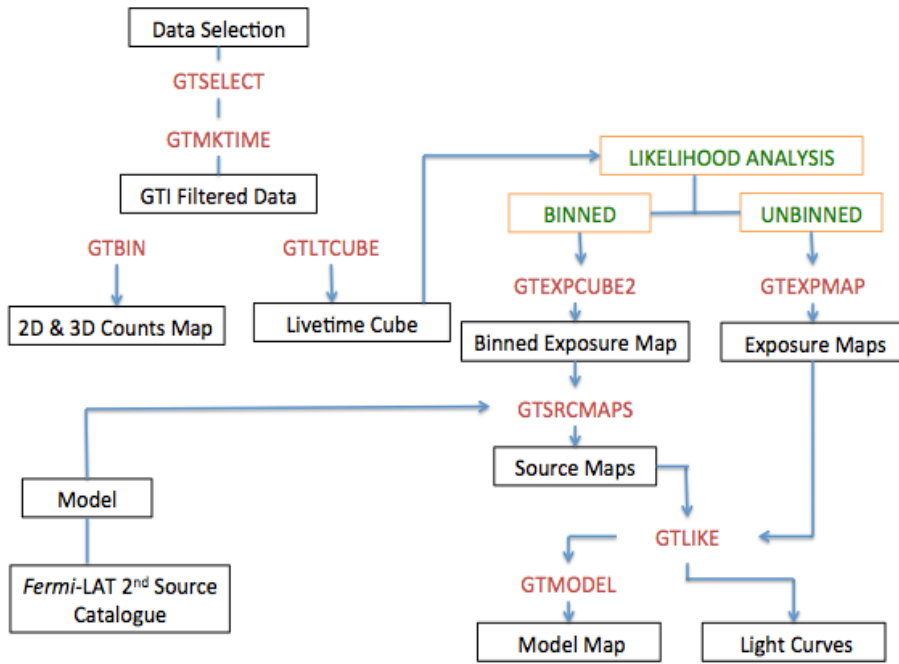 Data Selection
GTSELECT
GTMKTIME
GTI Filtered Data
GTBIN
2D & 3D Counts Map
GTLTCUBE
Livetime Cube
LIKELIHOOD ANALYSIS
BINNED
UNBINNED
GTEXPCUBE2
GTEXPMAP
Binned Exposure Map
Exposure Maps
GTSRCMAPS
Source Maps
Model
Fermi-LAT 2nd Source
Catalogue
GTLIKE
GTMODEL
Model Map
Light Curves